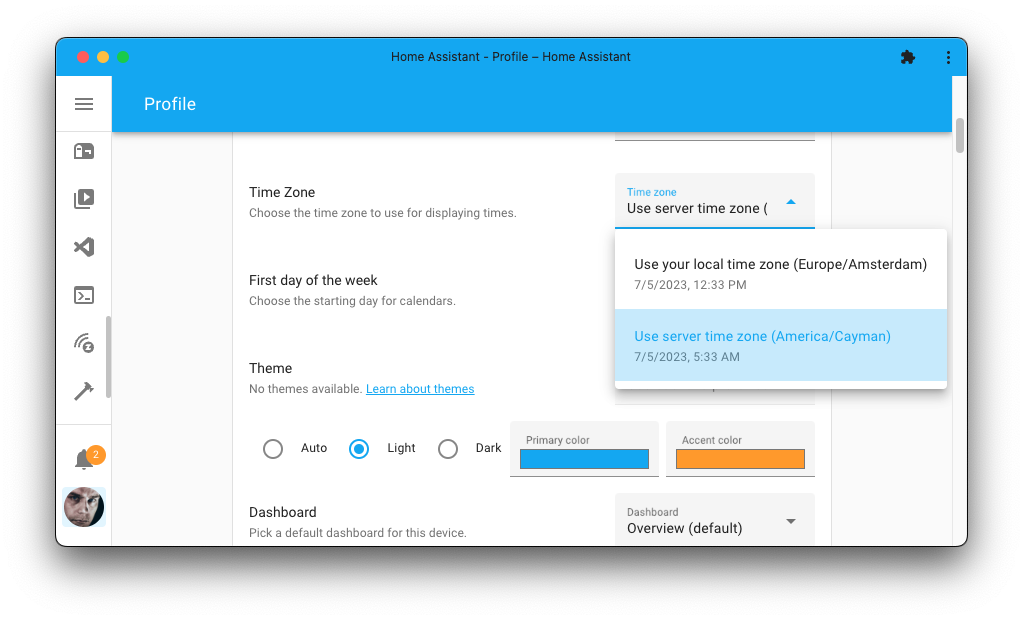 Home Assistant - Profile – Home Assistant
Profile
Time Zone
Choose the time zone to use for displaying times.
Time zone
Use server time zone (
Use your local time zone (Europe/Amsterdam)
7/5/2023, 12:33 PM
Use server time zone (America/Cayman)
7/5/2023, 5:33 AM
First day of the week
Choose the starting day for calendars.
Theme
No themes available. Learn about themes
Auto
Light
Dark
Primary color
Accent color
2
Dashboard
Pick a default dashboard for this device.
Dashboard
Overview (default)